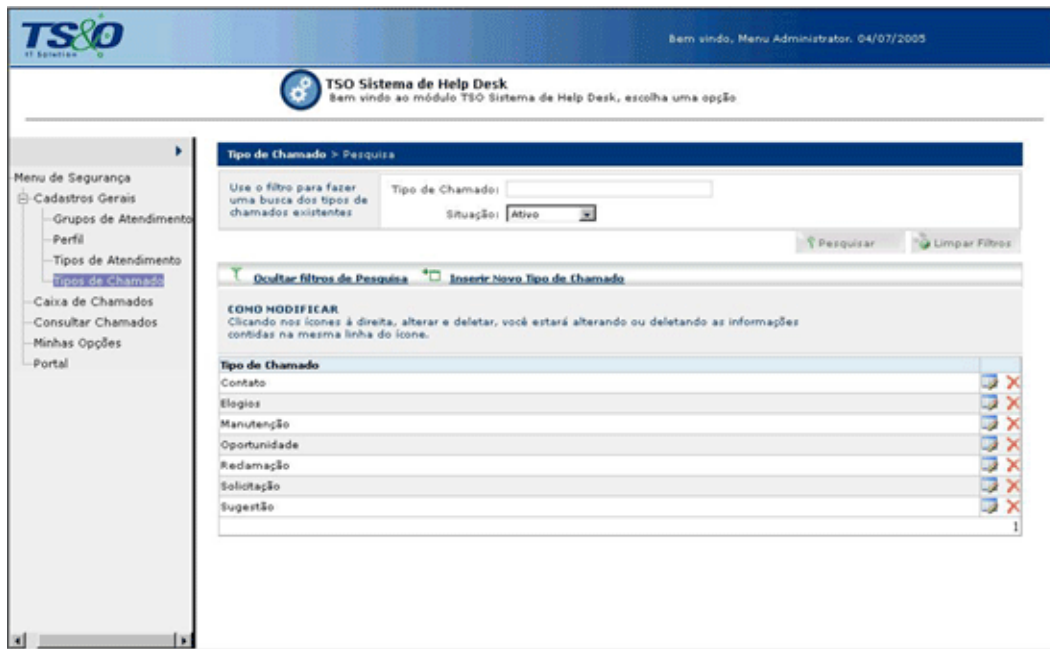 TS&O
IT Solution
Bem vindo, Menu Administrator. 04/07/2005
TSO Sistema de Help Desk
Bem vindo ao módulo TSO Sistema de Help Desk, escolha uma opção
Menu de Segurança
Cadastros Gerais
Grupos de Atendimento
Perfil
Tipos de Atendimento
Tipos de Chamado
Caixa de Chamados
Consultar Chamados
Minhas Opções
Portal
Tipo de Chamado > Pesquisa
Use o filtro para fazer
uma busca dos tipos de
chamados existentes
Tipo de Chamado:
Situação: Ativo
Pesquisar Limpar Filtros
Ocultar filtros de Pesquisa Inserir Novo Tipo de Chamado
COMO MODIFICAR
Clicando nos ícones á direita, alterar e deletar, você estará alterando ou deletando as informações
contidas na mesma linha do ícone.
Tipo de Chamado
Contato
Elogios
Manutenção
Oportunidade
Reclamação
Solicitação
Sugestão
1